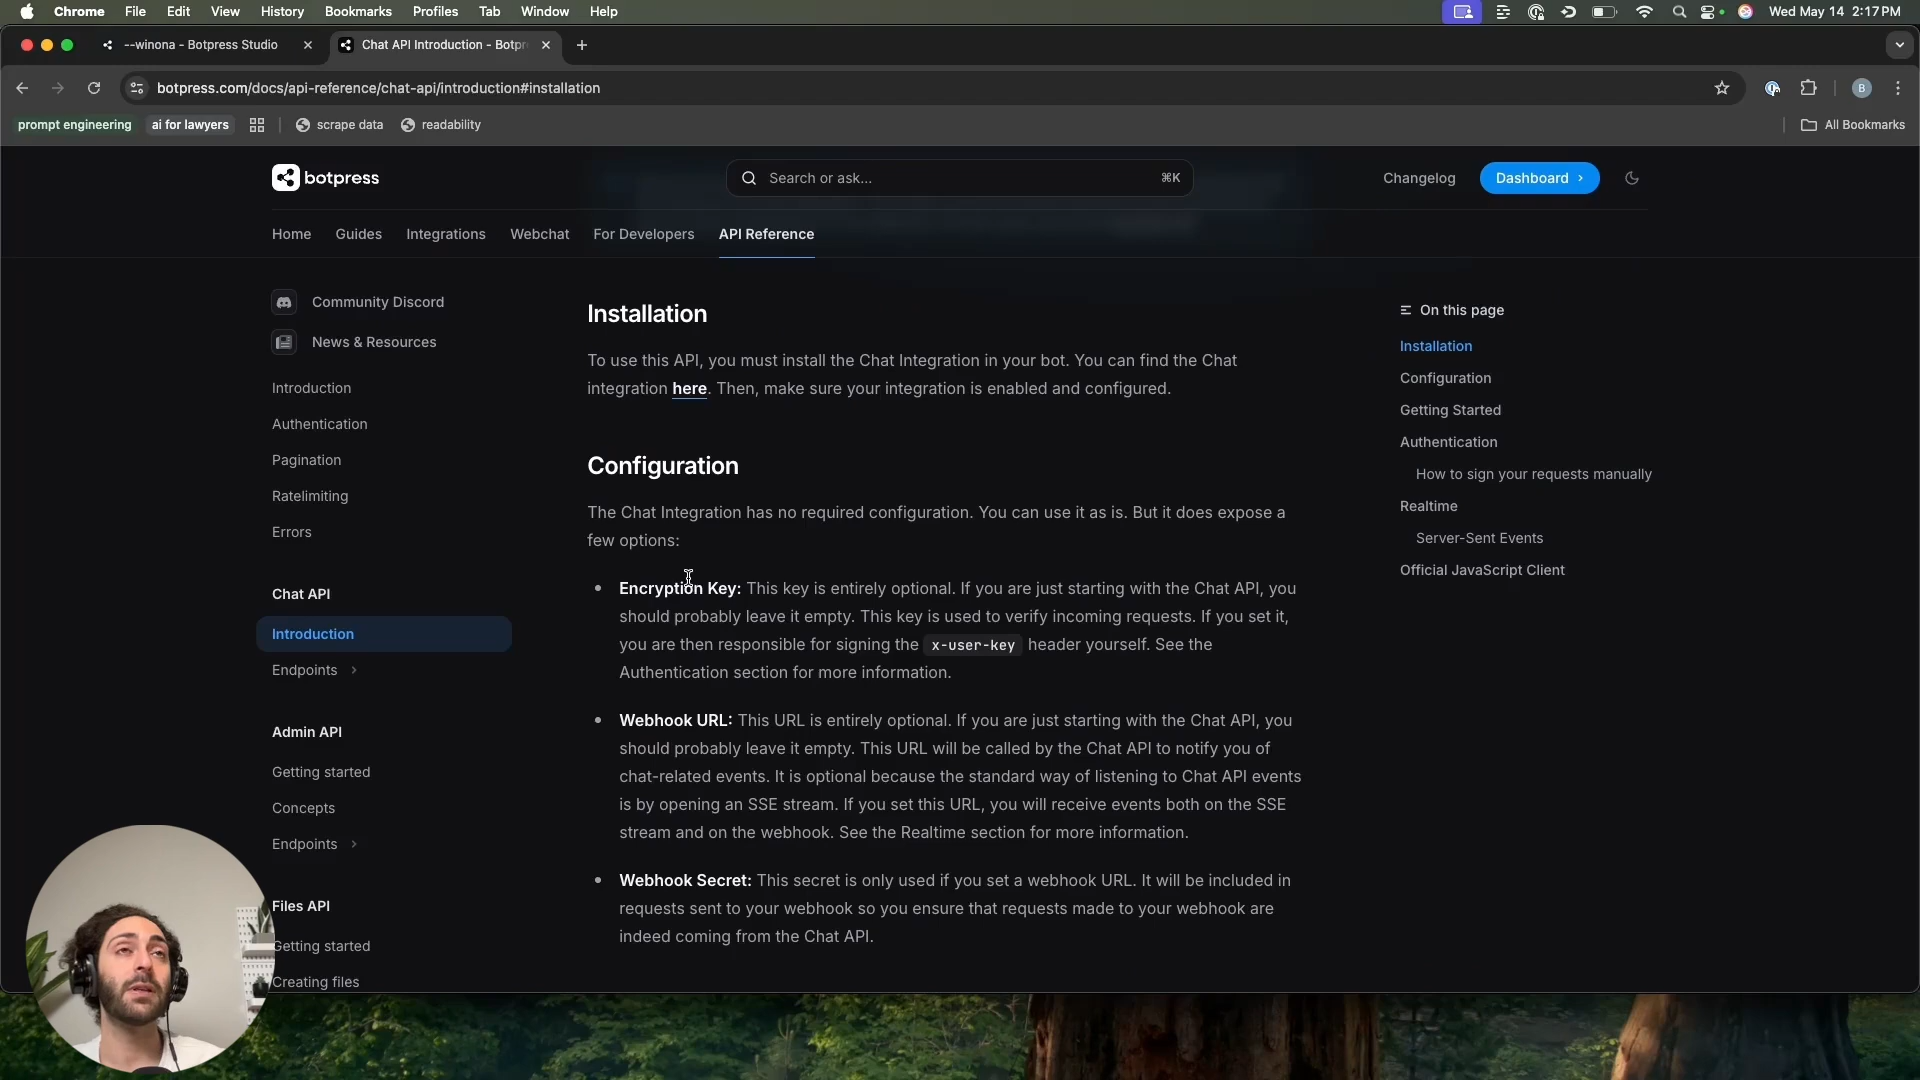 Chrome File Edit View History Bookmarks Profiles Tab Window Help Wed May 14 2:17 PM
--winona - Botpress Studio Chat API Introduction - Botpr
botpress.com/docs/api-reference/chat-api/introduction#installation B
prompt engineering ai for lawyers scrape data readability All Bookmarks
botpress Search or ask... ⌘K Changelog Dashboard
Home Guides Integrations Webchat For Developers API Reference
Community Discord
News & Resources
Introduction
Authentication
Pagination
Ratelimiting
Errors
Chat API
Introduction
Endpoints
Admin API
Getting started
Concepts
Endpoints
Files API
Getting started
Creating files
Installation
To use this API, you must install the Chat Integration in your bot. You can find the Chat
integration here. Then, make sure your integration is enabled and configured.
Configuration
The Chat Integration has no required configuration. You can use it as is. But it does expose a
few options:
Encryption Key: This key is entirely optional. If you are just starting with the Chat API, you
should probably leave it empty. This key is used to verify incoming requests. If you set it,
you are then responsible for signing the x-user-key header yourself. See the
Authentication section for more information.
Webhook URL: This URL is entirely optional. If you are just starting with the Chat API, you
should probably leave it empty. This URL will be called by the Chat API to notify you of
chat-related events. It is optional because the standard way of listening to Chat API events
is by opening an SSE stream. If you set this URL, you will receive events both on the SSE
stream and on the webhook. See the Realtime section for more information.
Webhook Secret: This secret is only used if you set a webhook URL. It will be included in
requests sent to your webhook so you ensure that requests made to your webhook are
indeed coming from the Chat API.
On this page
Installation
Configuration
Getting Started
Authentication
How to sign your requests manually
Realtime
Server-Sent Events
Official JavaScript Client